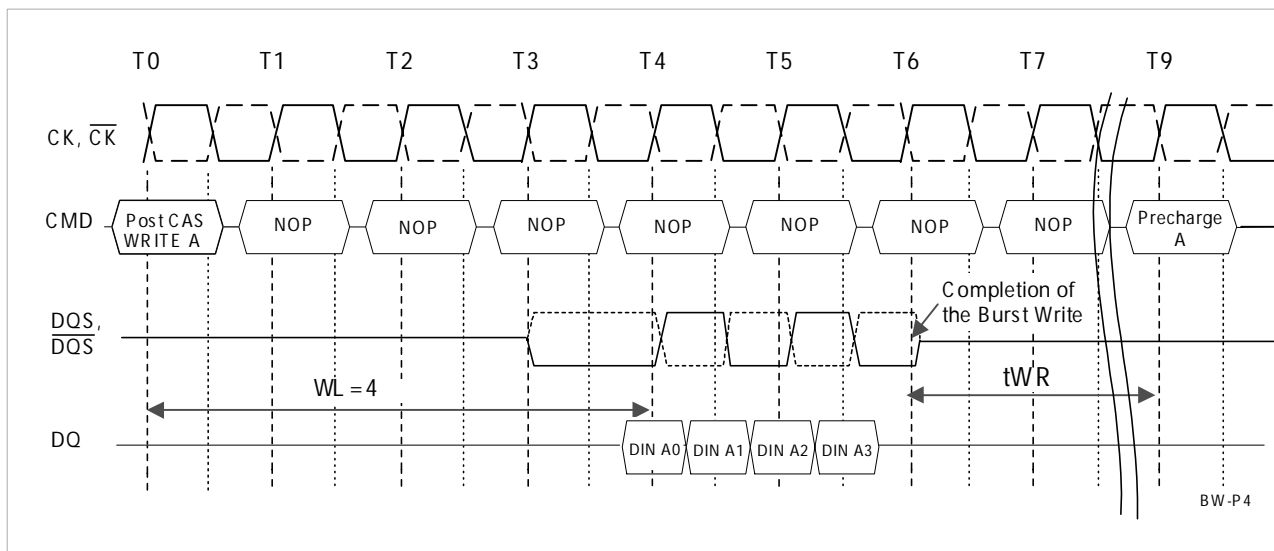 T0 T1 T2 T3 T4 T5 T6 T7 T9
CK, CK
CMD Post CAS NOP NOP NOP NOP NOP NOP NOP Precharge
WRITE A A
Completion of
the Burst Write
DQS,
DQS
WL = 4 tWR
DQ DIN A0 DIN A1 DIN A2 DIN A3
BW-P4